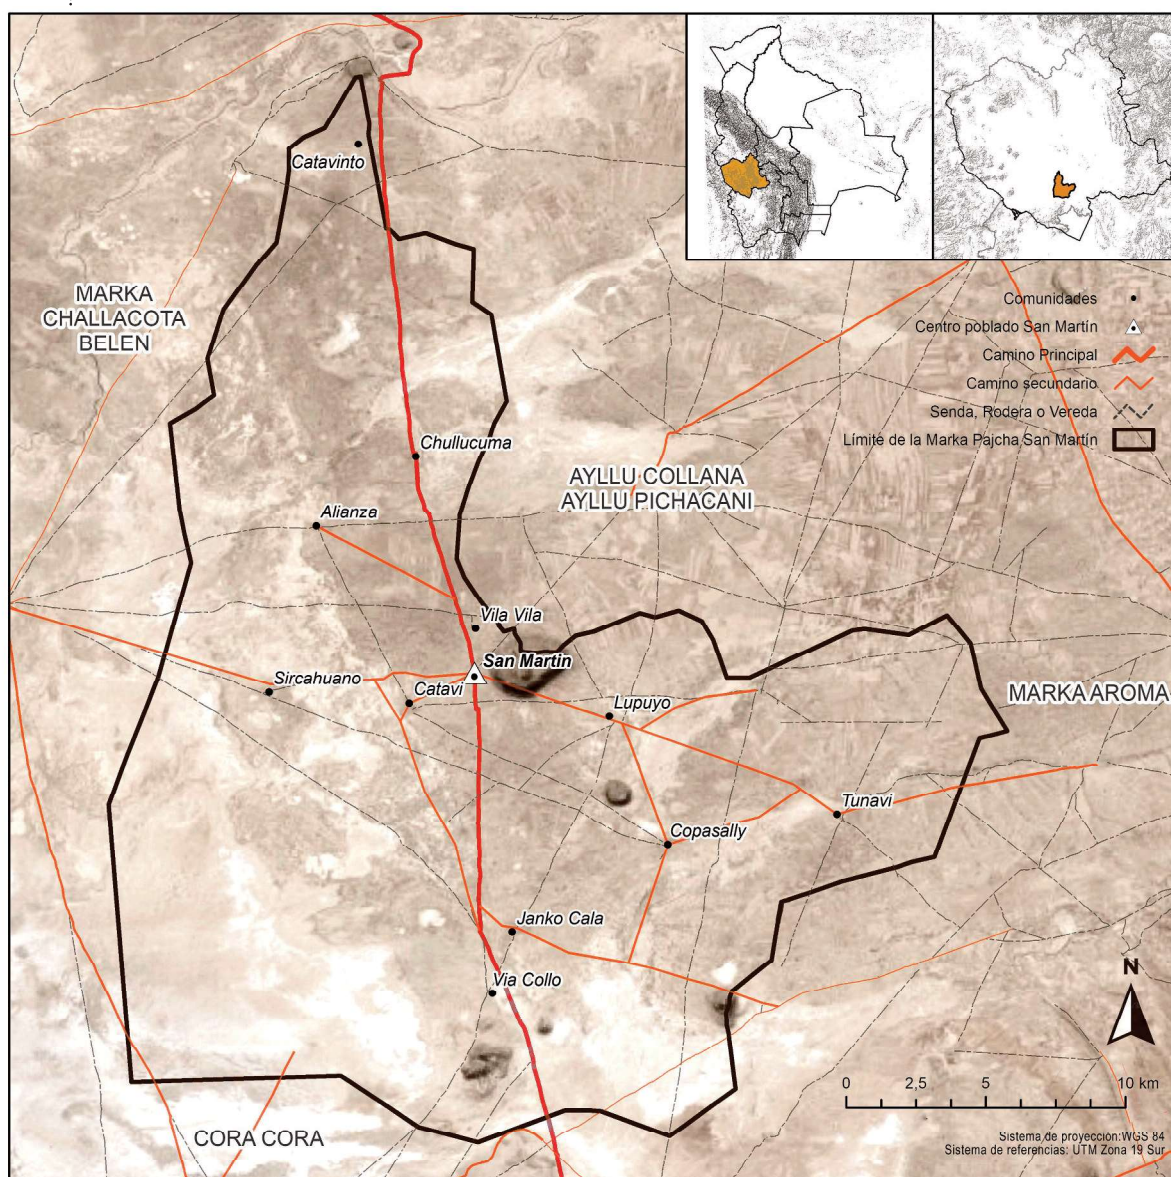 Catavinto
MARKA
CHALLACOTA
BELEN
Comunidades
Centro poblado San Martín
Camino Principal
Camino secundario
Senda, Rodera o Vereda
Límite de la Marka Pajcha San Martín
Chullucuma
AYLLU COLLANA
AYLLU PICHACANI
Alianza
Vila Vila
San Martin
Sircahuano
Catavi
Lupuyo
MARKA AROMA
Tunavi
Copasally
Janko Cala
Via Collo
N
0 2,5 5 10 km
CORA CORA
Sistema de proyección:WGS 84
Sistema de referencias: UTM Zona 19 Sur